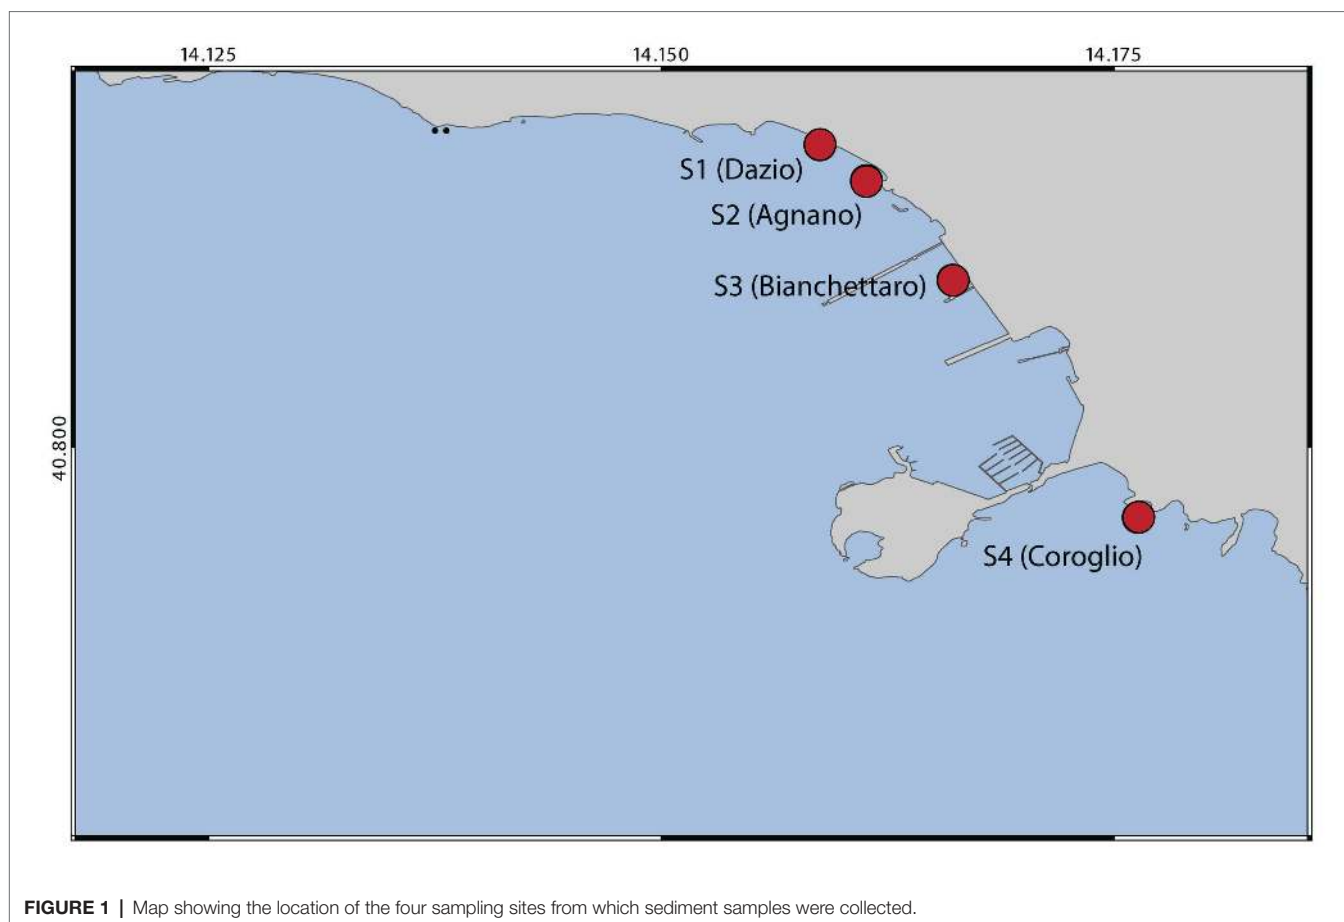 14.125 14.150 14.175
S1 (Dazio)
S2 (Agnano)
S3 (Bianchettaro)
40.800
S4 (Coroglio)
FIGURE 1 | Map showing the location of the four sampling sites from which sediment samples were collected.